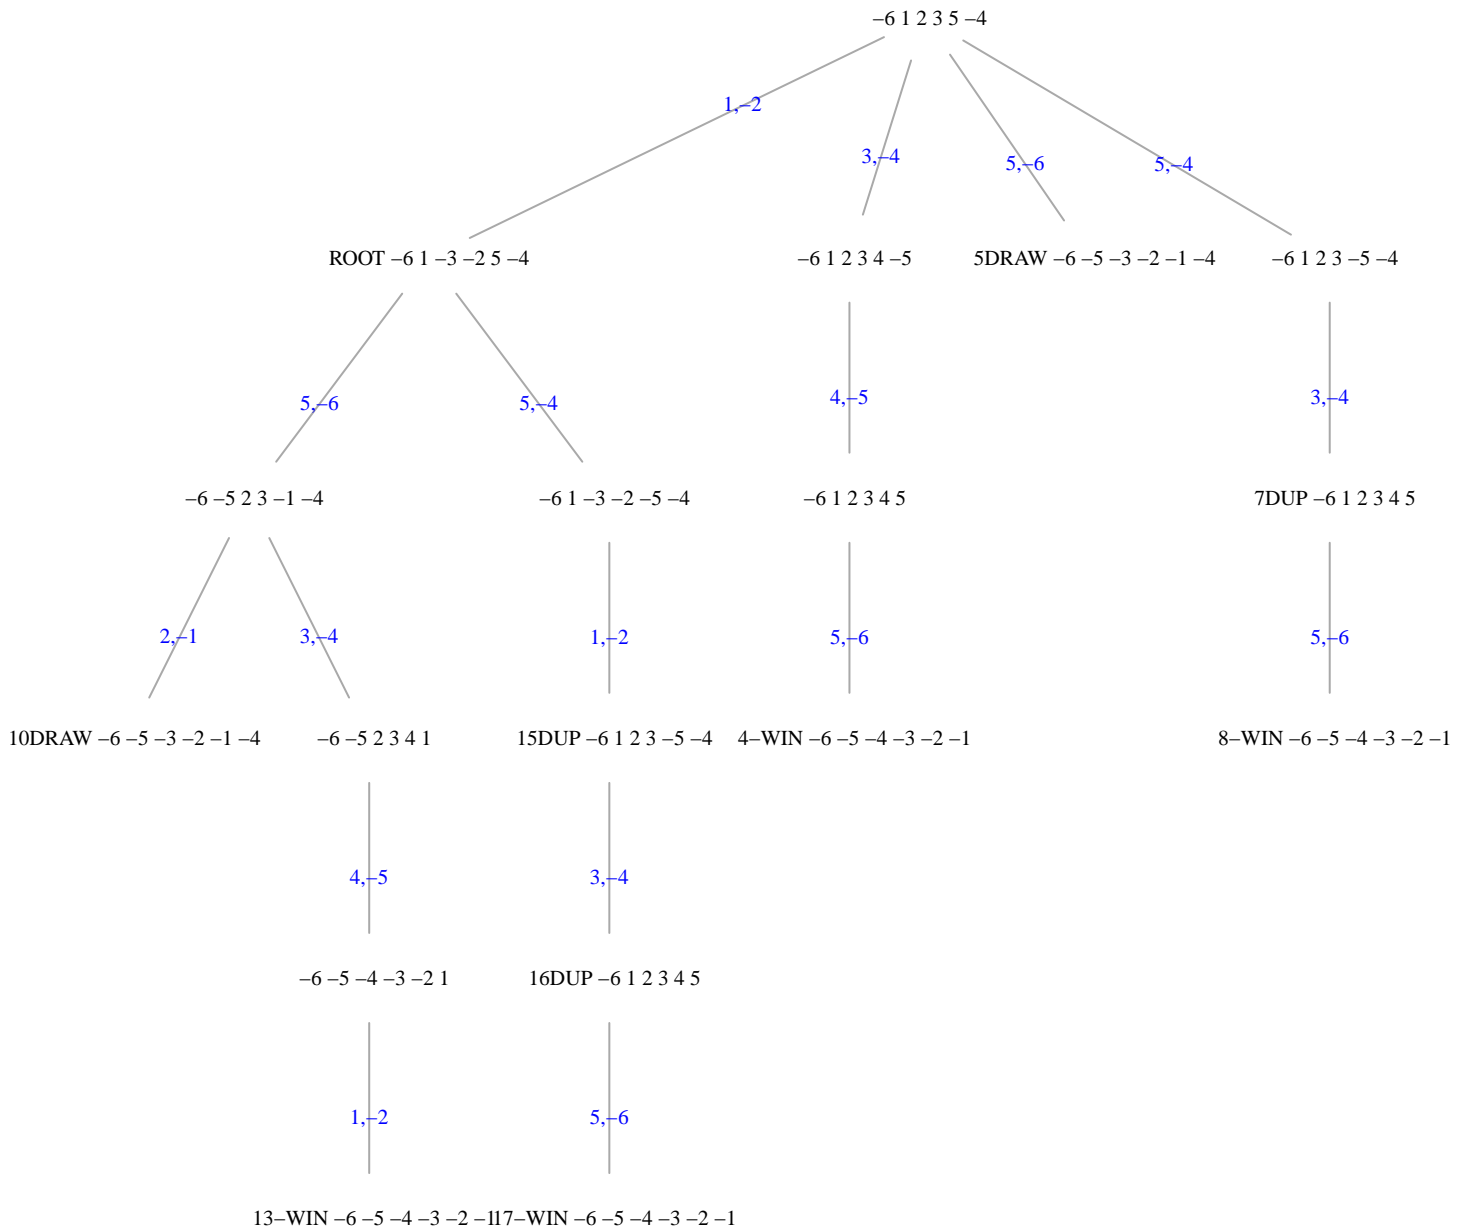 −6 1 2 3 5 −4
1,−2
3,−4
5,−6
5,−4
ROOT −6 1 −3 −2 5 −4
−6 1 2 3 4 −5
5DRAW −6 −5 −3 −2 −1 −4
−6 1 2 3 −5 −4
5,−6
5,−4
4,−5
3,−4
−6 −5 2 3 −1 −4
−6 1 −3 −2 −5 −4
−6 1 2 3 4 5
7DUP −6 1 2 3 4 5
2,−1
3,−4
1,−2
5,−6
5,−6
10DRAW −6 −5 −3 −2 −1 −4
−6 −5 2 3 4 1
15DUP −6 1 2 3 −5 −4
4−WIN −6 −5 −4 −3 −2 −1
8−WIN −6 −5 −4 −3 −2 −1
4,−5
3,−4
−6 −5 −4 −3 −2 1
16DUP −6 1 2 3 4 5
1,−2
5,−6
13−WIN −6 −5 −4 −3 −2 −1
17−WIN −6 −5 −4 −3 −2 −1